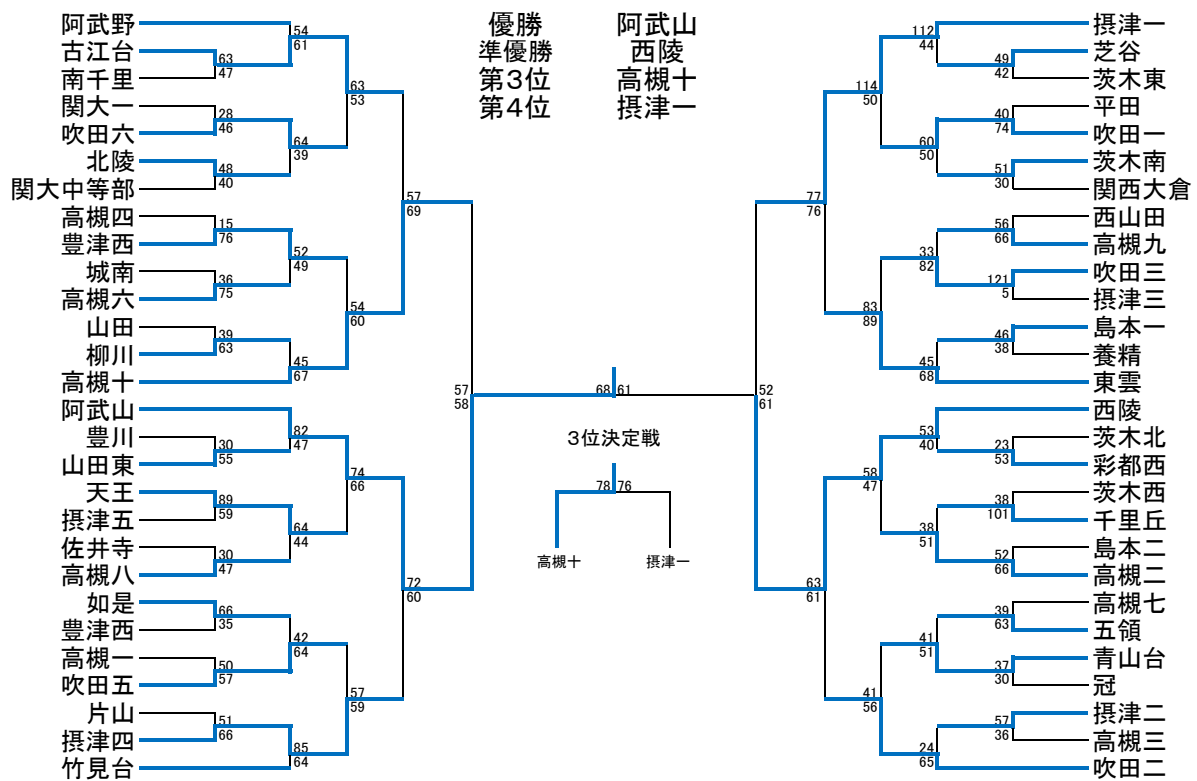 優勝 阿武山
準優勝 西陵
第3位 高槻十
第4位 摂津一
阿武野
古江台
南千里
関大一
吹田六
北陵
関大中等部
高槻四
豊津西
城南
高槻六
山田
柳川
高槻十
阿武山
豊川
山田東
天王
摂津五
佐井寺
高槻八
如是
豊津西
高槻一
吹田五
片山
摂津四
竹見台
54
61
63
47
63
53
28
46
64
39
48
40
57
69
15
76
52
49
36
75
54
60
39
63
45
67
57
58
82
47
30
55
74
66
89
59
64
44
30
47
72
60
66
35
42
64
50
57
57
59
51
66
85
64
68 61
3位決定戦
78 76
高槻十 摂津一
112
44
49
42
114
50
40
74
60
50
51
30
77
76
56
66
33
82
121
5
83
89
46
38
45
68
52
61
53
40
23
53
58
47
38
101
38
51
52
66
63
61
39
63
41
51
37
30
41
56
57
36
24
65
摂津一
芝谷
茨木東
平田
吹田一
茨木南
関西大倉
西山田
高槻九
吹田三
摂津三
島本一
養精
東雲
西陵
茨木北
彩都西
茨木西
千里丘
島本二
高槻二
高槻七
五領
青山台
冠
摂津二
高槻三
吹田二